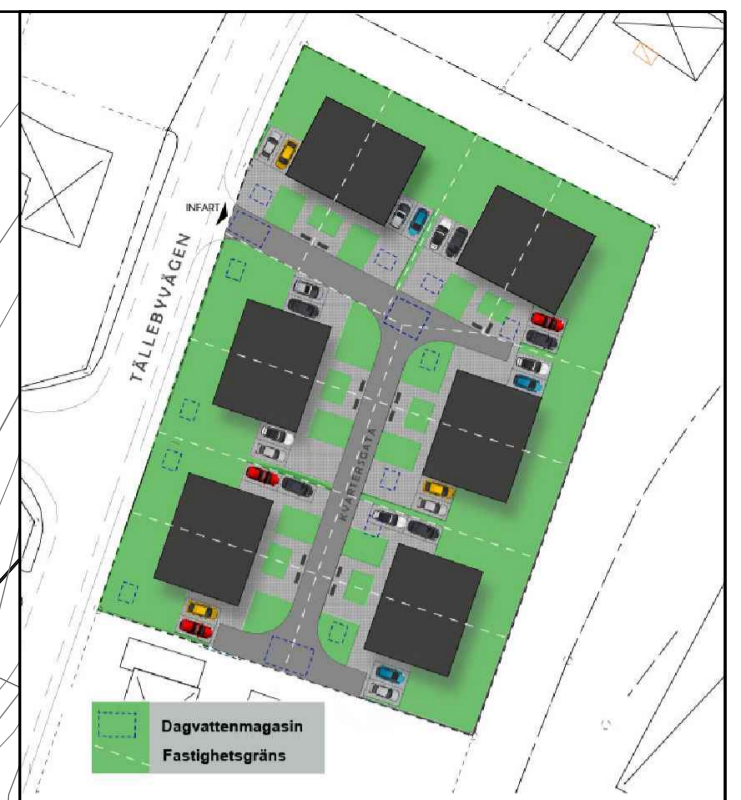 INFART
TÄLLEBYVÄGEN
KVARTERSGATA
Dagvattenmagasin
Fastighetsgräns